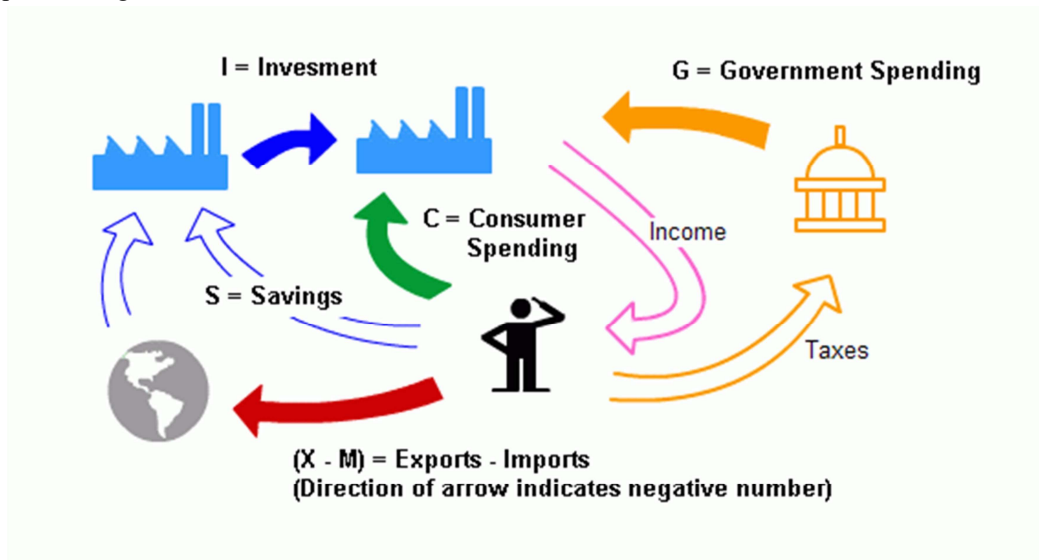 I = Invesment
G = Government Spending
C = Consumer
Spending
Income
S = Savings
Taxes
(X - M) = Exports - Imports
(Direction of arrow indicates negative number)